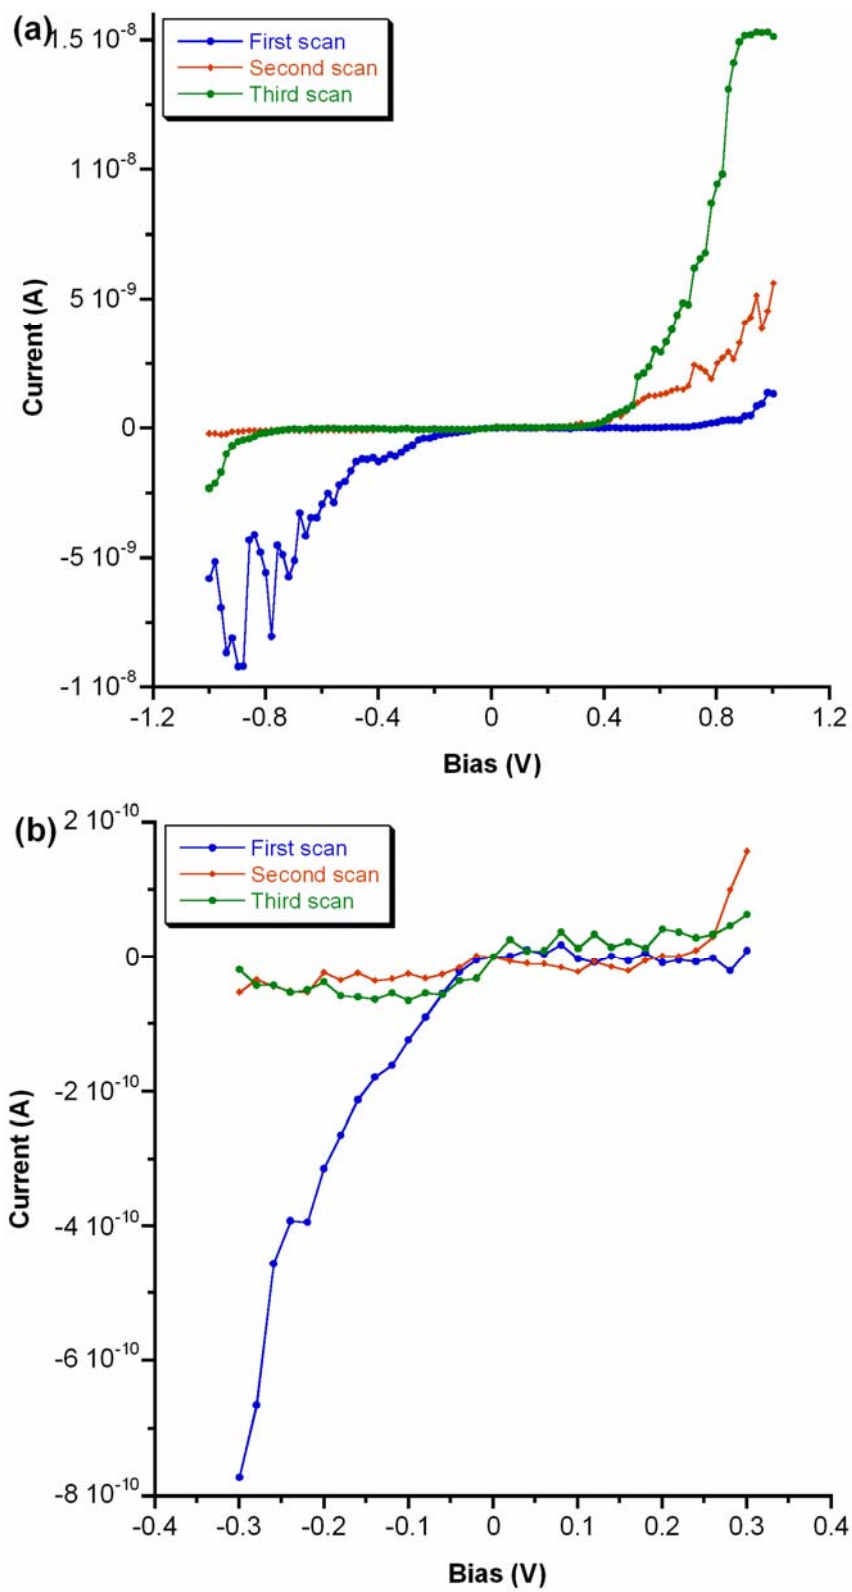 (a)
1.5 10⁻⁸
First scan
Second scan
Third scan
1 10⁻⁸
5 10⁻⁹
0
-5 10⁻⁹
-1 10⁻⁸
Current (A)
-1.2 -0.8 -0.4 0 0.4 0.8 1.2
Bias (V)
(b)
2 10⁻¹⁰
First scan
Second scan
Third scan
0
-2 10⁻¹⁰
-4 10⁻¹⁰
-6 10⁻¹⁰
-8 10⁻¹⁰
Current (A)
-0.4 -0.3 -0.2 -0.1 0 0.1 0.2 0.3 0.4
Bias (V)